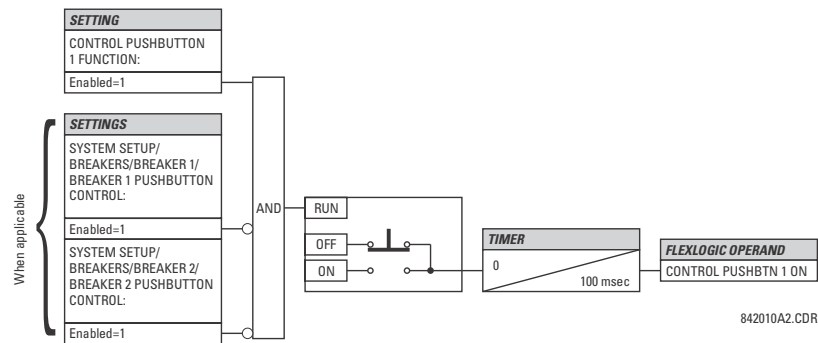 SETTING
CONTROL PUSHBUTTON
1 FUNCTION:
Enabled=1
When applicable
SETTINGS
SYSTEM SETUP/
BREAKERS/BREAKER 1/
BREAKER 1 PUSHBUTTON
CONTROL:
Enabled=1
SYSTEM SETUP/
BREAKERS/BREAKER 2/
BREAKER 2 PUSHBUTTON
CONTROL:
Enabled=1
AND
RUN
OFF
ON
TIMER
0
100 msec
FLEXLOGIC OPERAND
CONTROL PUSHBTN 1 ON
842010A2.CDR